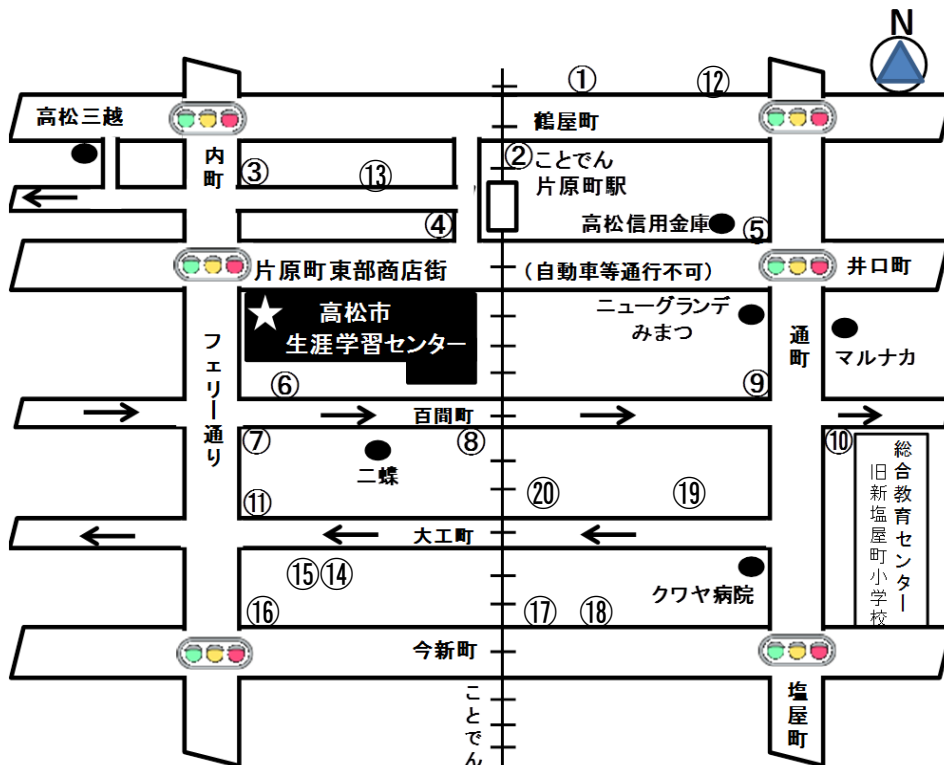 N
①
⑫
高松三越
鶴屋町
内町
③
⑬
②
ことでん
片原町駅
④
高松信用金庫
⑤
片原町東部商店街
(自動車等通行不可)
井口町
高松市
生涯学習センター
ニューグランデ
みまつ
フェリー通り
通町
マルナカ
⑥
⑨
百間町
⑦
⑧
⑩
二蝶
総合教育センター
旧新塩屋町小学校
⑪
⑳
⑲
大工町
⑮
⑭
クワヤ病院
⑯
⑰
⑱
今新町
ことでん
塩屋町